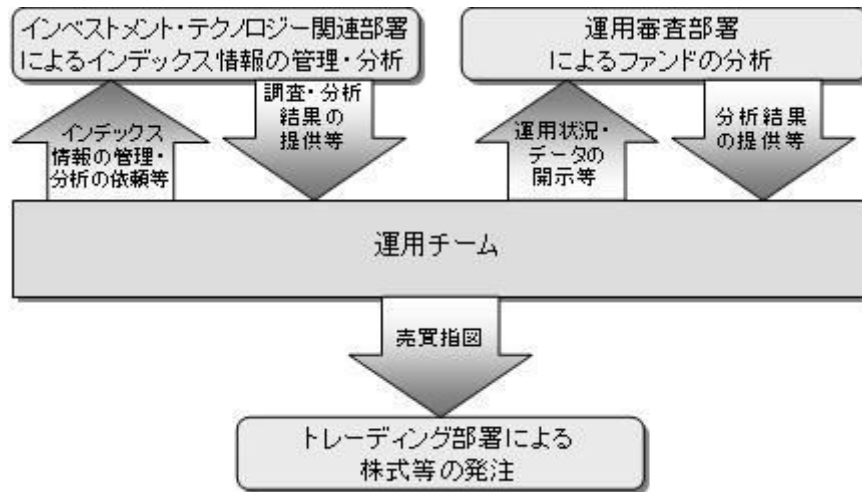 インベストメント・テクノロジー関連部署
によるインデックス情報の管理・分析
運用審査部署
によるファンドの分析
インデックス
情報の管理・
分析の依頼等
調査・分析
結果の
提供等
運用状況・
データの
開示等
分析結果
の提供等
運用チーム
売買指図
トレーディング部署による
株式等の発注